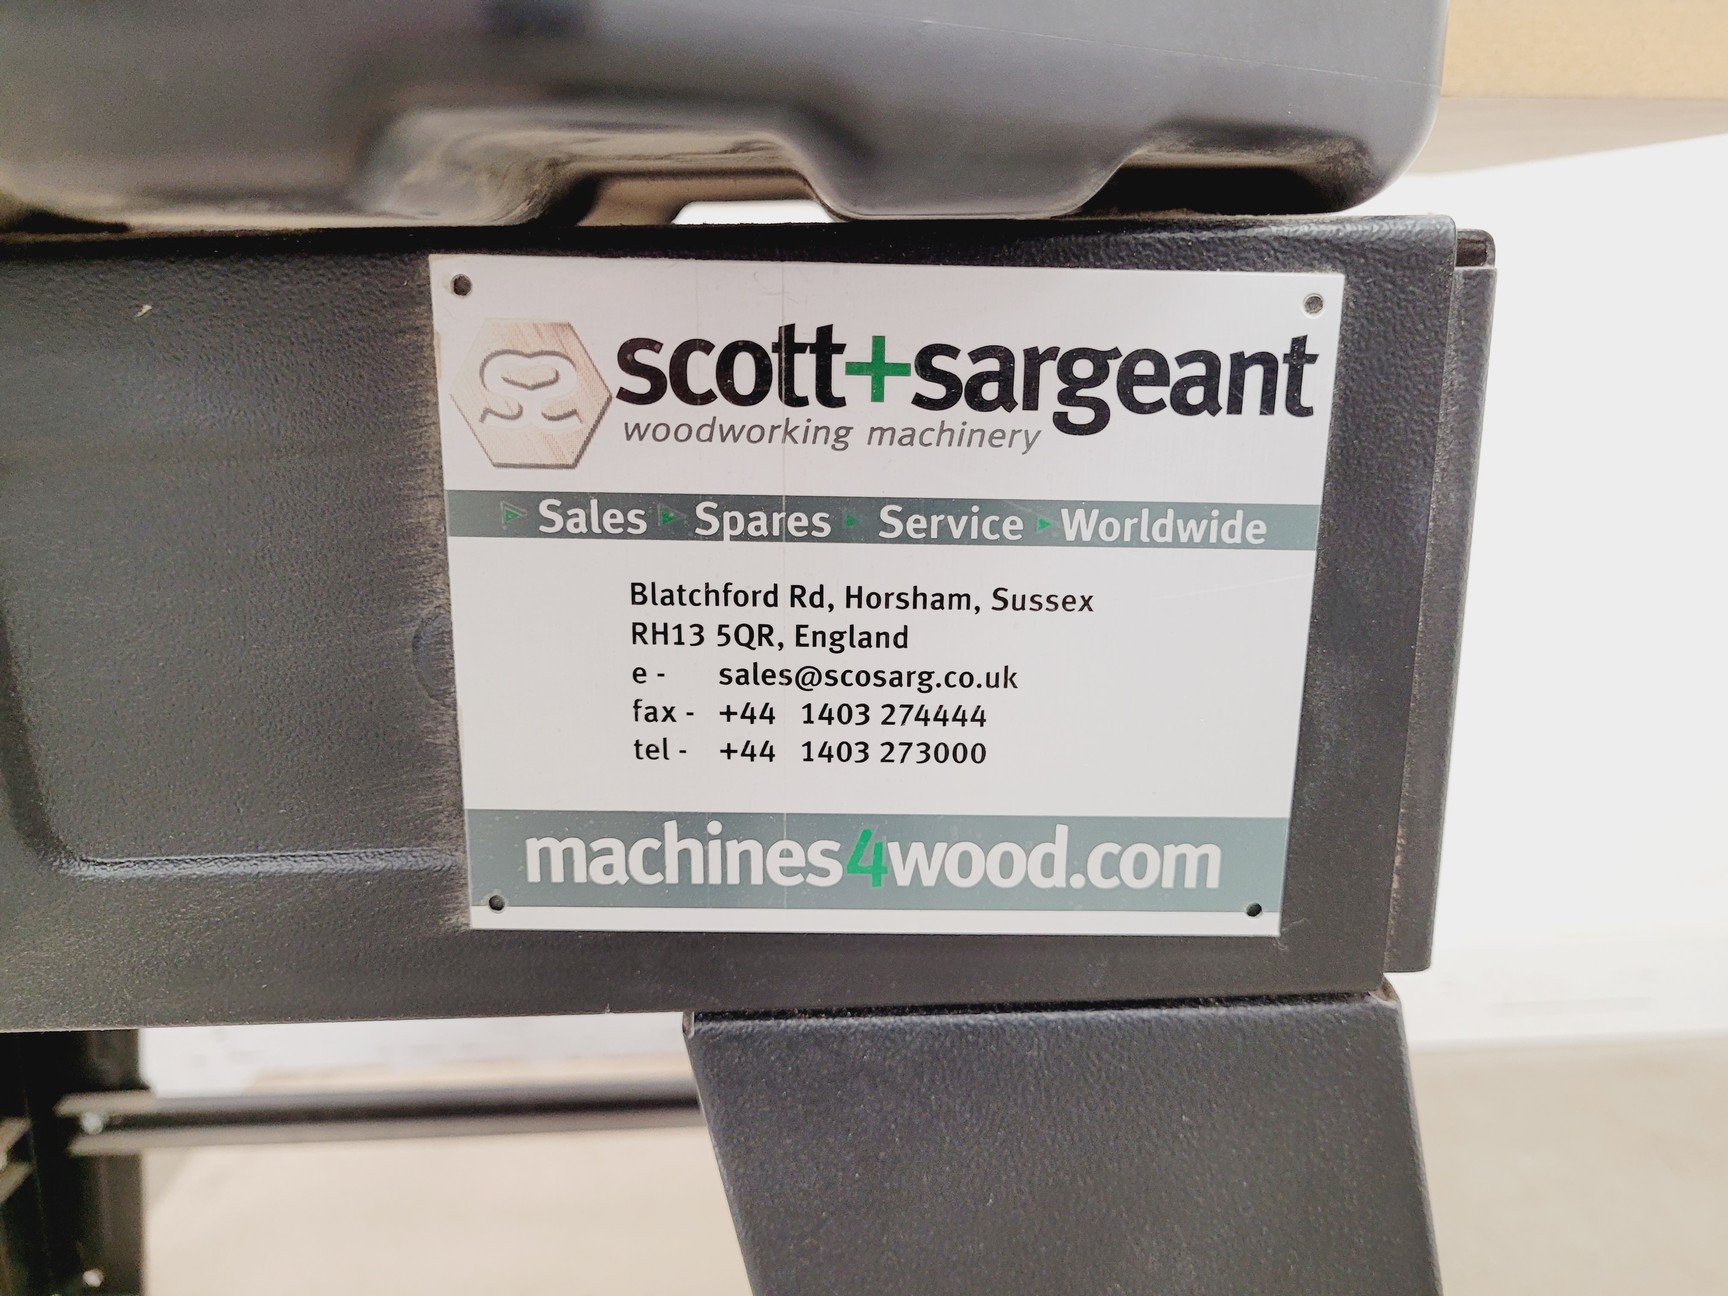 scott+sargeant
woodworking machinery
Sales Spares Service Worldwide
Blatchford Rd, Horsham, Sussex
RH13 5QR, England
e - sales@scosarg.co.uk
fax - +44 1403 274444
tel - +44 1403 273000
machines4wood.com